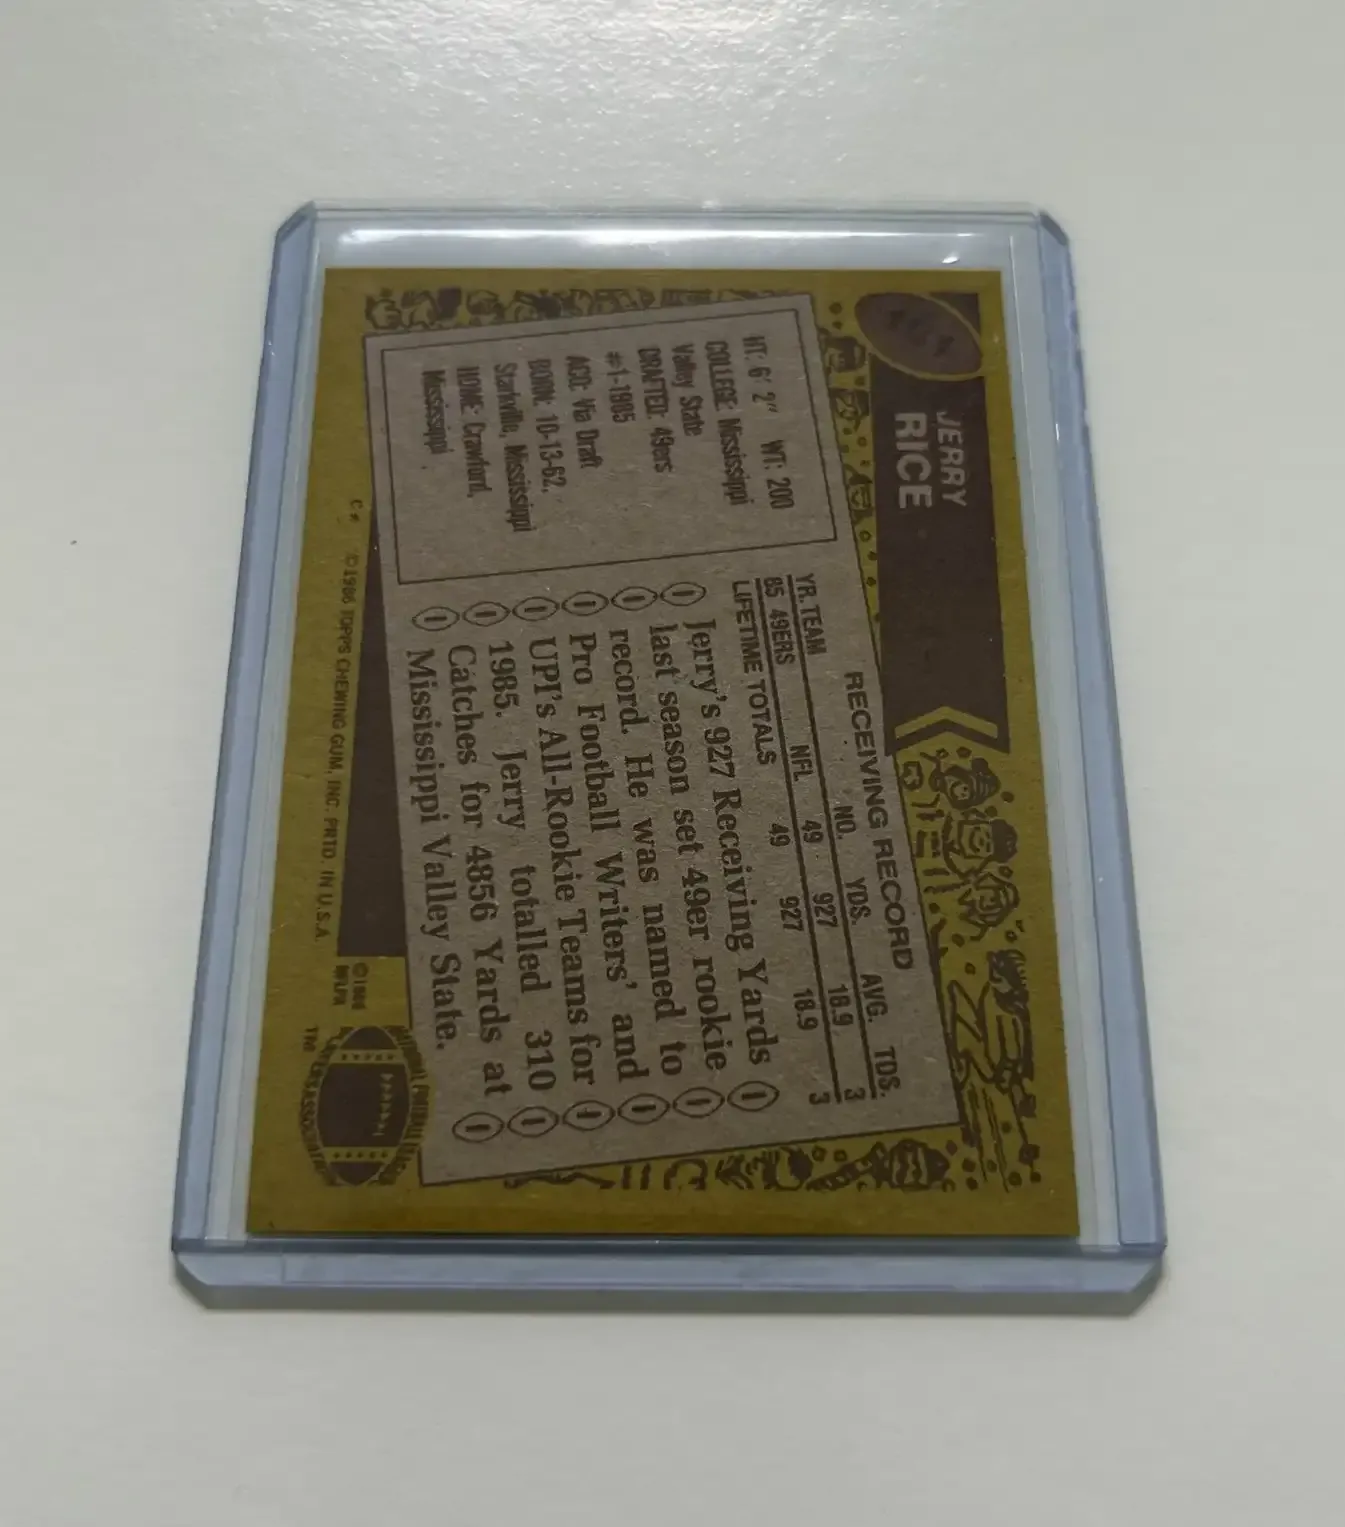 JERRY
RICE
HT: 6' 2" WT: 200
COLLEGE: Mississippi
Valley State
DRAFTED: 49ers
#1-1985
ACQ: Via Draft
BORN: 10-13-62,
Starkville, Mississippi
HOME: Crawford,
Mississippi
RECEIVING RECORD
YR. TEAM NFL NO. YDS. AVG. TDS.
85 49ERS 49 927 18.9 3
LIFETIME TOTALS 49 927 18.9 3
Jerry's 927 Receiving Yards
last season set 49er rookie
record. He was named to
Pro Football Writers' and
UPI's All-Rookie Teams for
1985. Jerry totalled 310
Catches for 4856 Yards at
Mississippi Valley State.
©1986 TOPPS CHEWING GUM, INC. PRTD. IN U.S.A.
©1986
NFLPA
THE